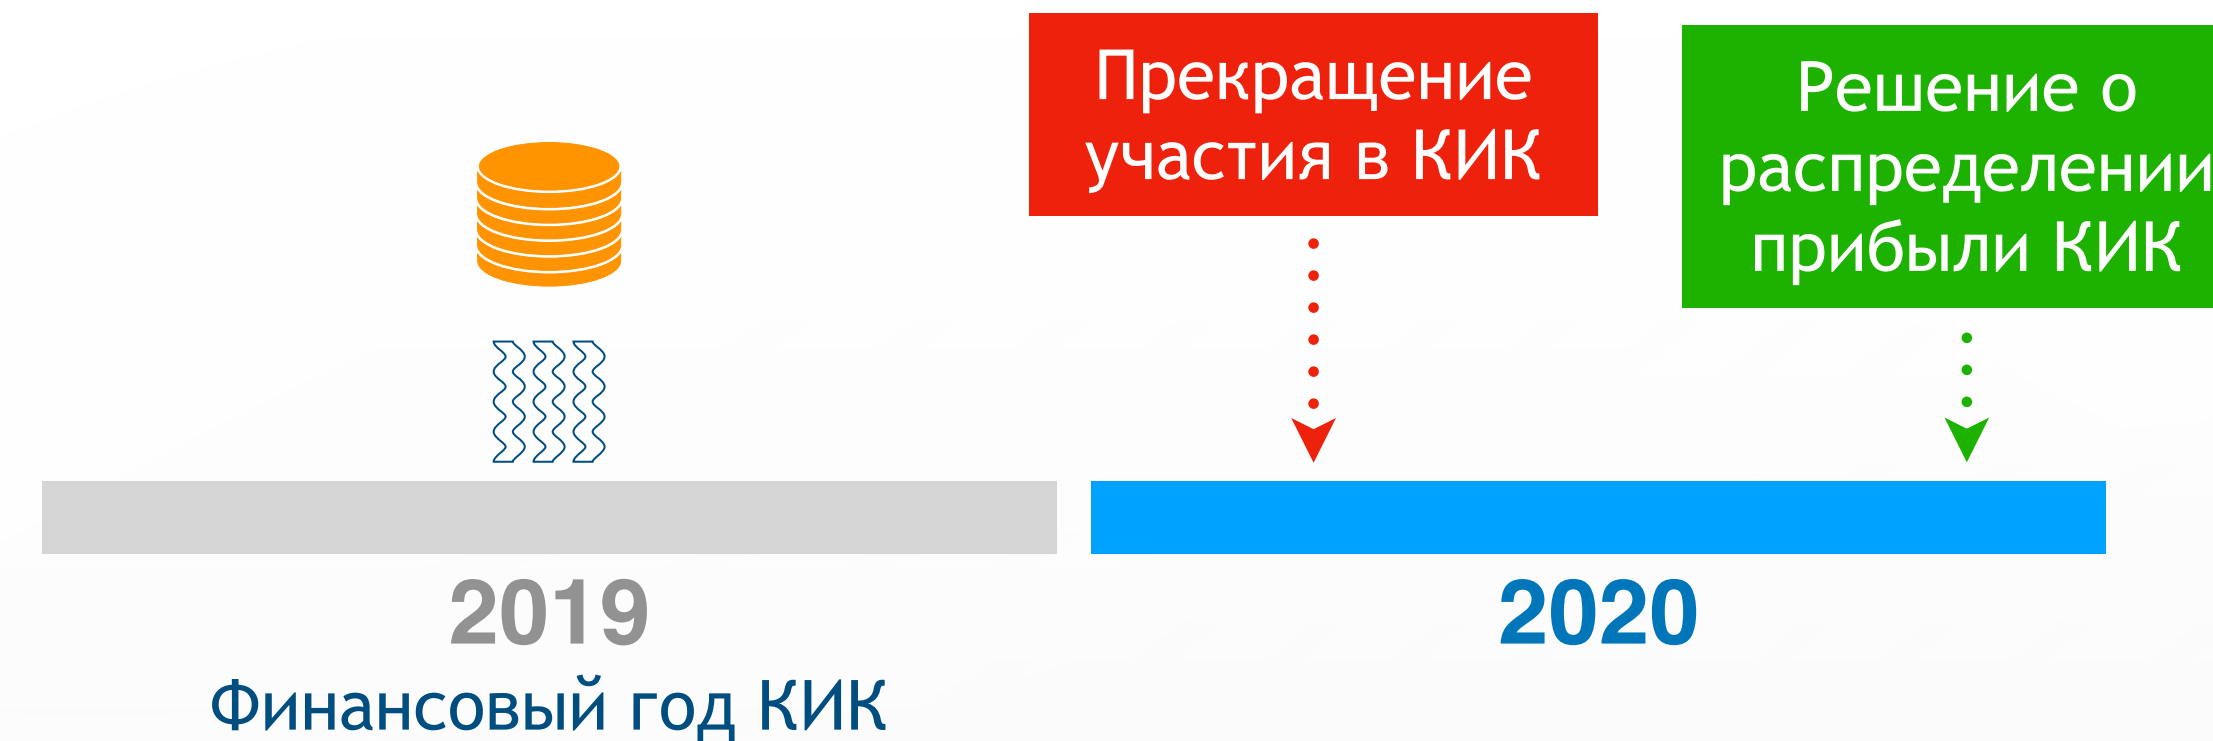 Прекращение
участия в КИК
Решение о
распределении
прибыли КИК
2019
2020
Финансовый год КИК